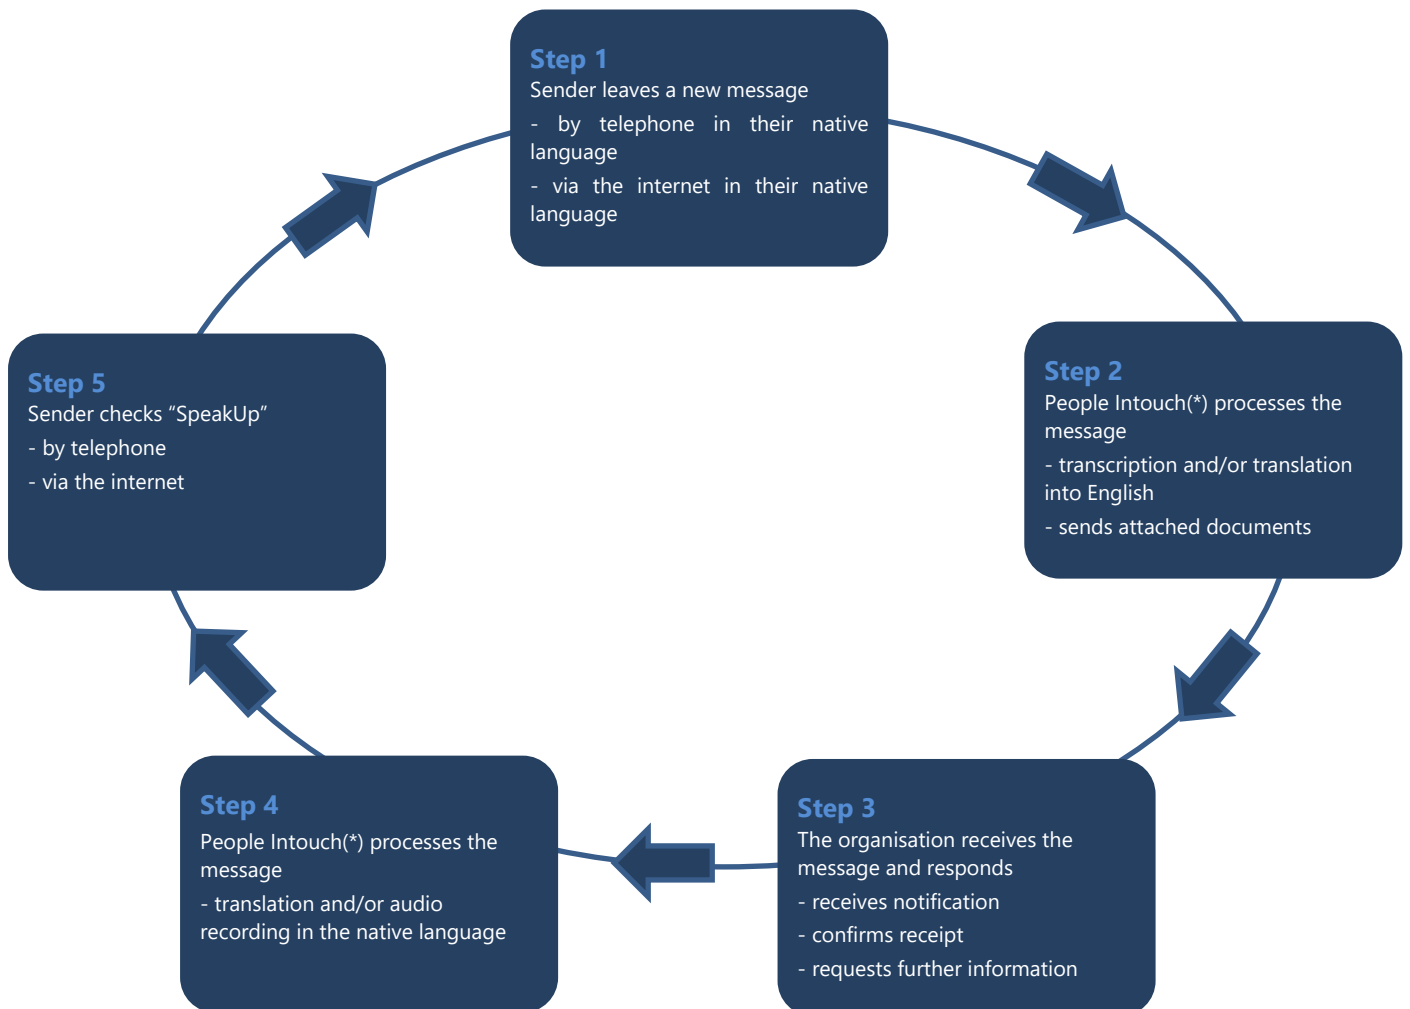 Step 1
Sender leaves a new message
- by telephone in their native
language
- via the internet in their native
language
Step 2
People Intouch(*) processes the
message
- transcription and/or translation
into English
- sends attached documents
Step 3
The organisation receives the
message and responds
- receives notification
- confirms receipt
- requests further information
Step 4
People Intouch(*) processes the
message
- translation and/or audio
recording in the native language
Step 5
Sender checks “SpeakUp”
- by telephone
- via the internet